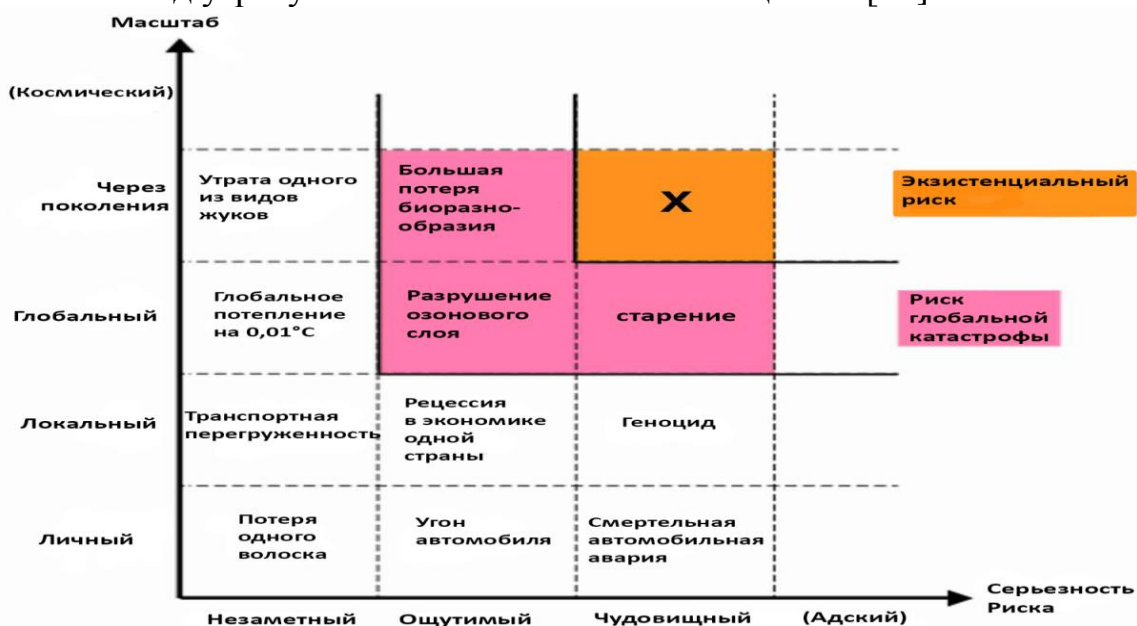 Масштаб
(Космический)
Через
поколения
Утрата одного
из видов
жуков
Большая
потеря
биоразно-
образия
X
Экзистенциальный
риск
Глобальный
Глобальное
потепление
на 0,01°C
Разрушение
озонового
слоя
старение
Риск
глобальной
катастрофы
Локальный
Транспортная
перегруженность
Рецессия
в экономике
одной
страны
Геноцид
Личный
Потеря
одного
волоска
Угон
автомобиля
Смертельная
автомобильная
авария
Незаметный
Ощутимый
Чудовищный
(Адский)
Серьезность
Риска